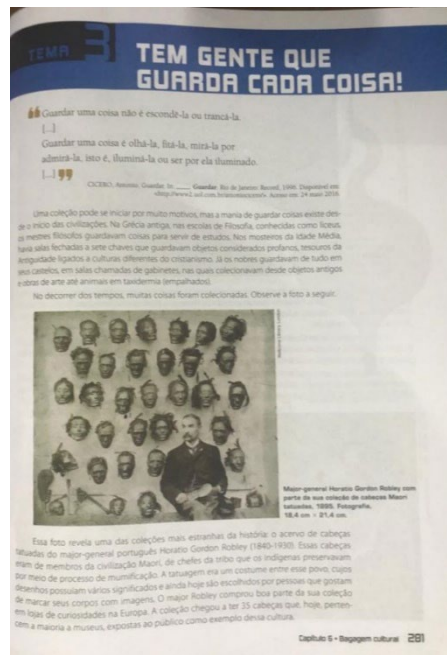 TEMA 3
TEM GENTE QUE
GUARDA CADA COISA!
Guardar uma coisa não é escondê-la ou trancá-la.
[...]
Guardar uma coisa é olhá-la, fitá-la, mirá-la por
admirá-la, isto é, iluminá-la ou ser por ela iluminado.
[...]
CICERO, Antonio. Guardar. In: ____. Guardar. Rio de Janeiro: Record, 1996. Disponível em:
Acesso em: 24 maio 2016.
Uma coleção pode se iniciar por muito motivos, mas a mania de guardar coisas existe des-
de o início das civilizações. Na Grécia antiga, nas escolas de Filosofia, conhecidas como liceus,
os mestres filósofos guardavam coisas para servir de estudos. Nos mosteiros da Idade Média,
havia salas fechadas a sete chaves que guardavam objetos considerados profanos, tesouros da
Antiguidade ligados a culturas diferentes do cristianismo. Já os nobres guardavam de tudo em
seus castelos, em salas chamadas de gabinetes, nas quais colecionavam desde objetos antigos
e obras de arte até animais em taxidermia (empalhados).
No decorrer dos tempos, muitas coisas foram colecionadas. Observe a foto a seguir.
Major-general Horatio Gordon Robley com
parte da sua coleção de cabeças Maori
tatuadas, 1895. Fotografia,
18,4 cm × 21,4 cm.
Essa foto revela uma das coleções mais estranhas da história: o acervo de cabeças
tatuadas do major-general português Horatio Gordon Robley (1840-1930). Essas cabeças
eram de membros da civilização Maori, de chefes da tribo que os indígenas preservavam
por meio de processo de mumificação. A tatuagem era um costume entre esse povo, cujos
desenhos possuíam vários significados e ainda hoje são escolhidos por pessoas que gostam
de marcar seus corpos com imagens. O major Robley comprou boa parte da sua coleção
em lojas de curiosidades na Europa. A coleção chegou a ter 35 cabeças que, hoje, perten-
cem a maioria a museus, expostas ao público como exemplo dessa cultura.
Capítulo 5 • Bagagem cultural 281